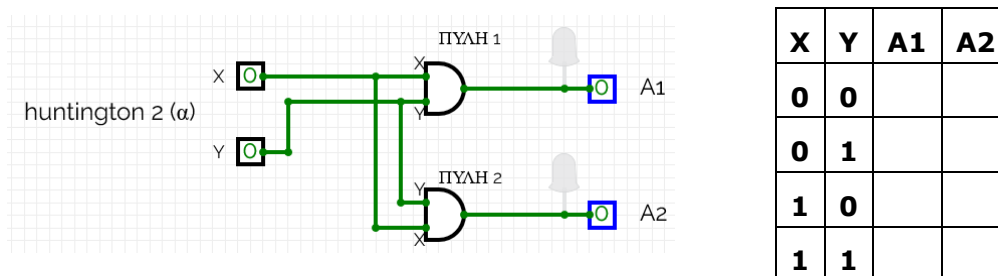 ΠΥΛΗ 1
X
X 0
Y
0 A1
huntington 2 (α)
Y 0
ΠΥΛΗ 2
Y
0 A2
X
X Y A1 A2
0 0
0 1
1 0
1 1